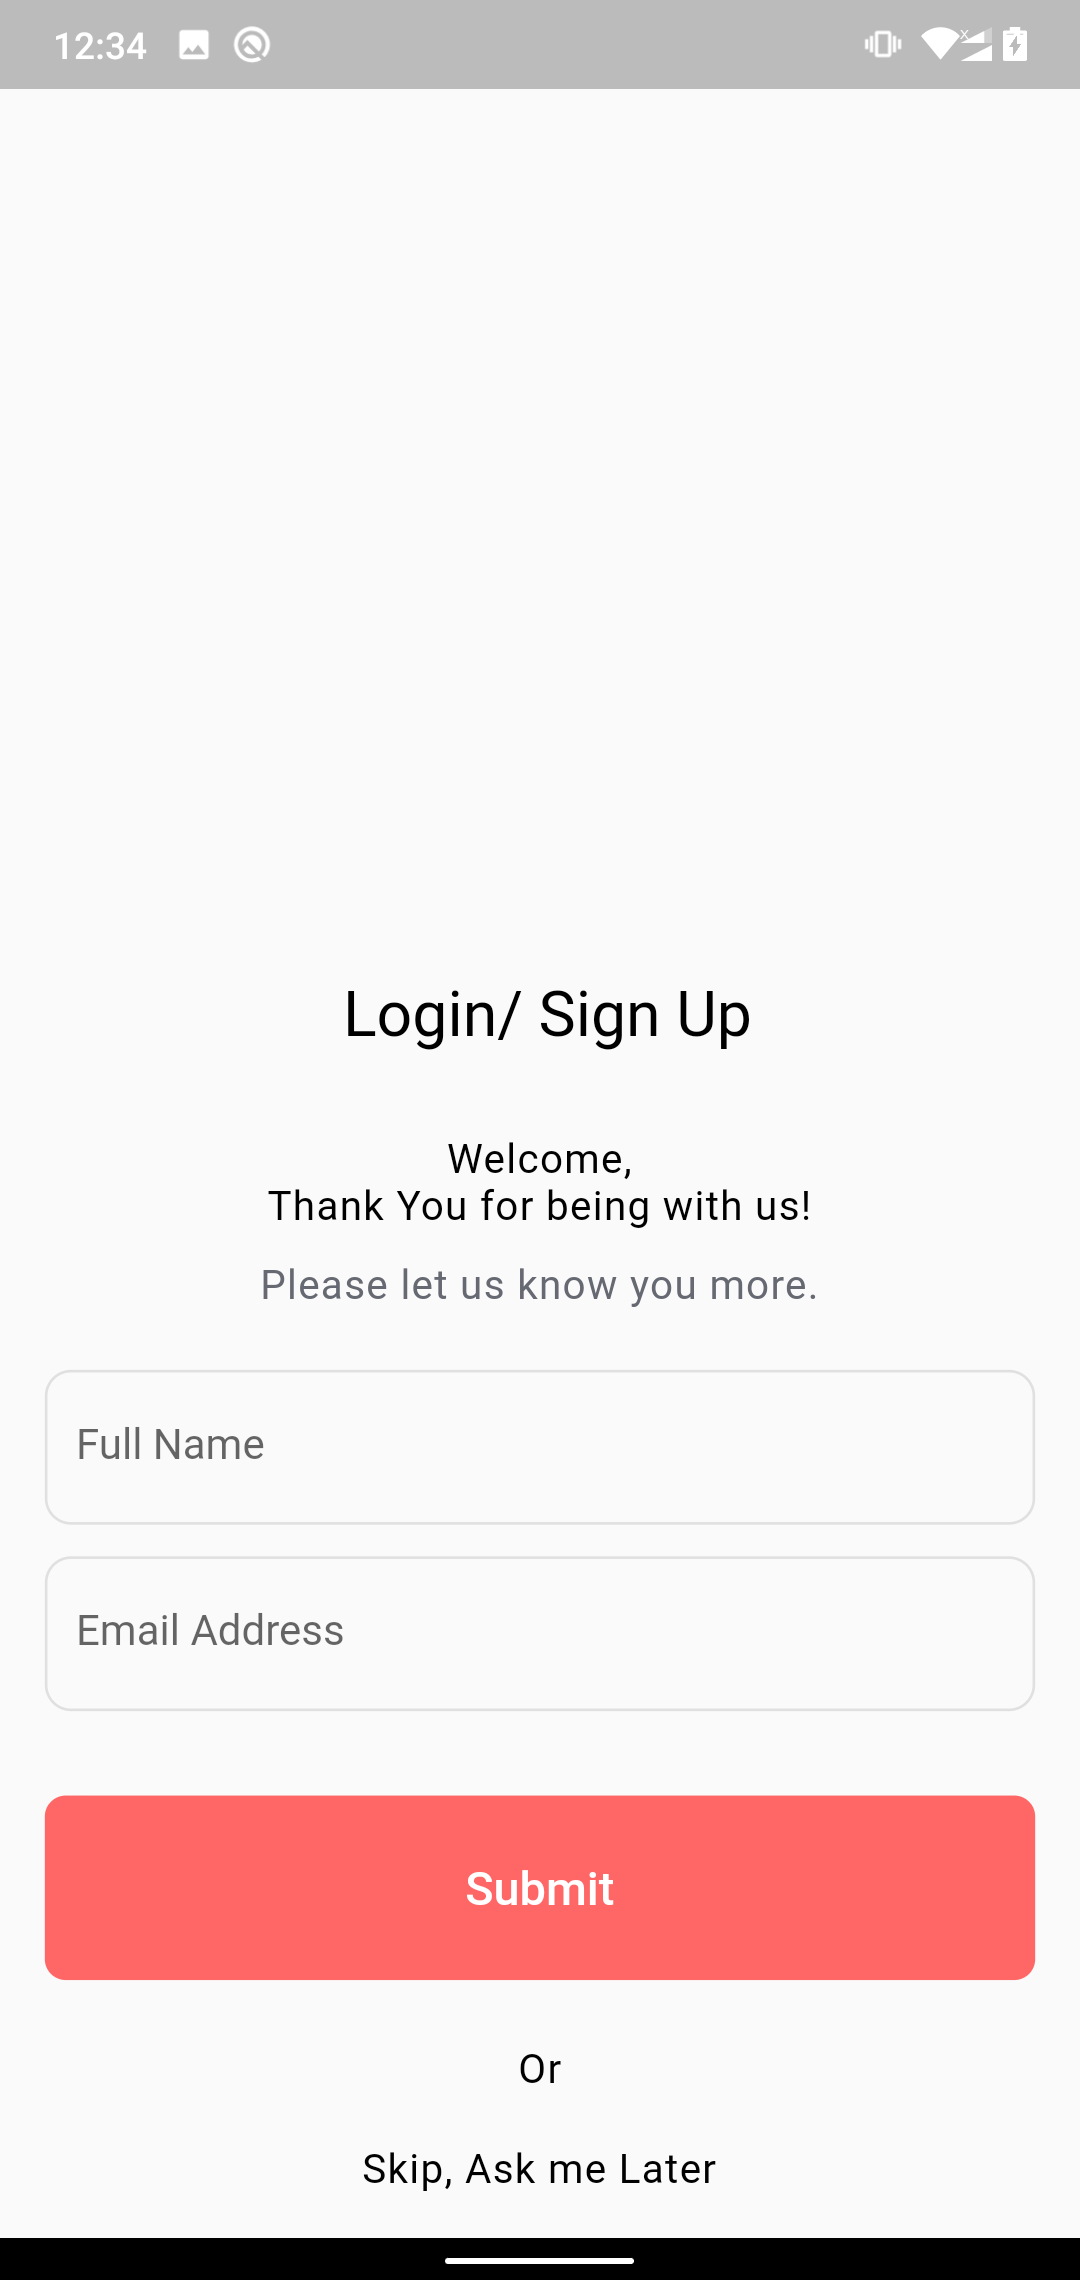 12:34
Login/ Sign Up
Welcome,
Thank You for being with us!
Please let us know you more.
Full Name
Email Address
Submit
Or
Skip, Ask me Later